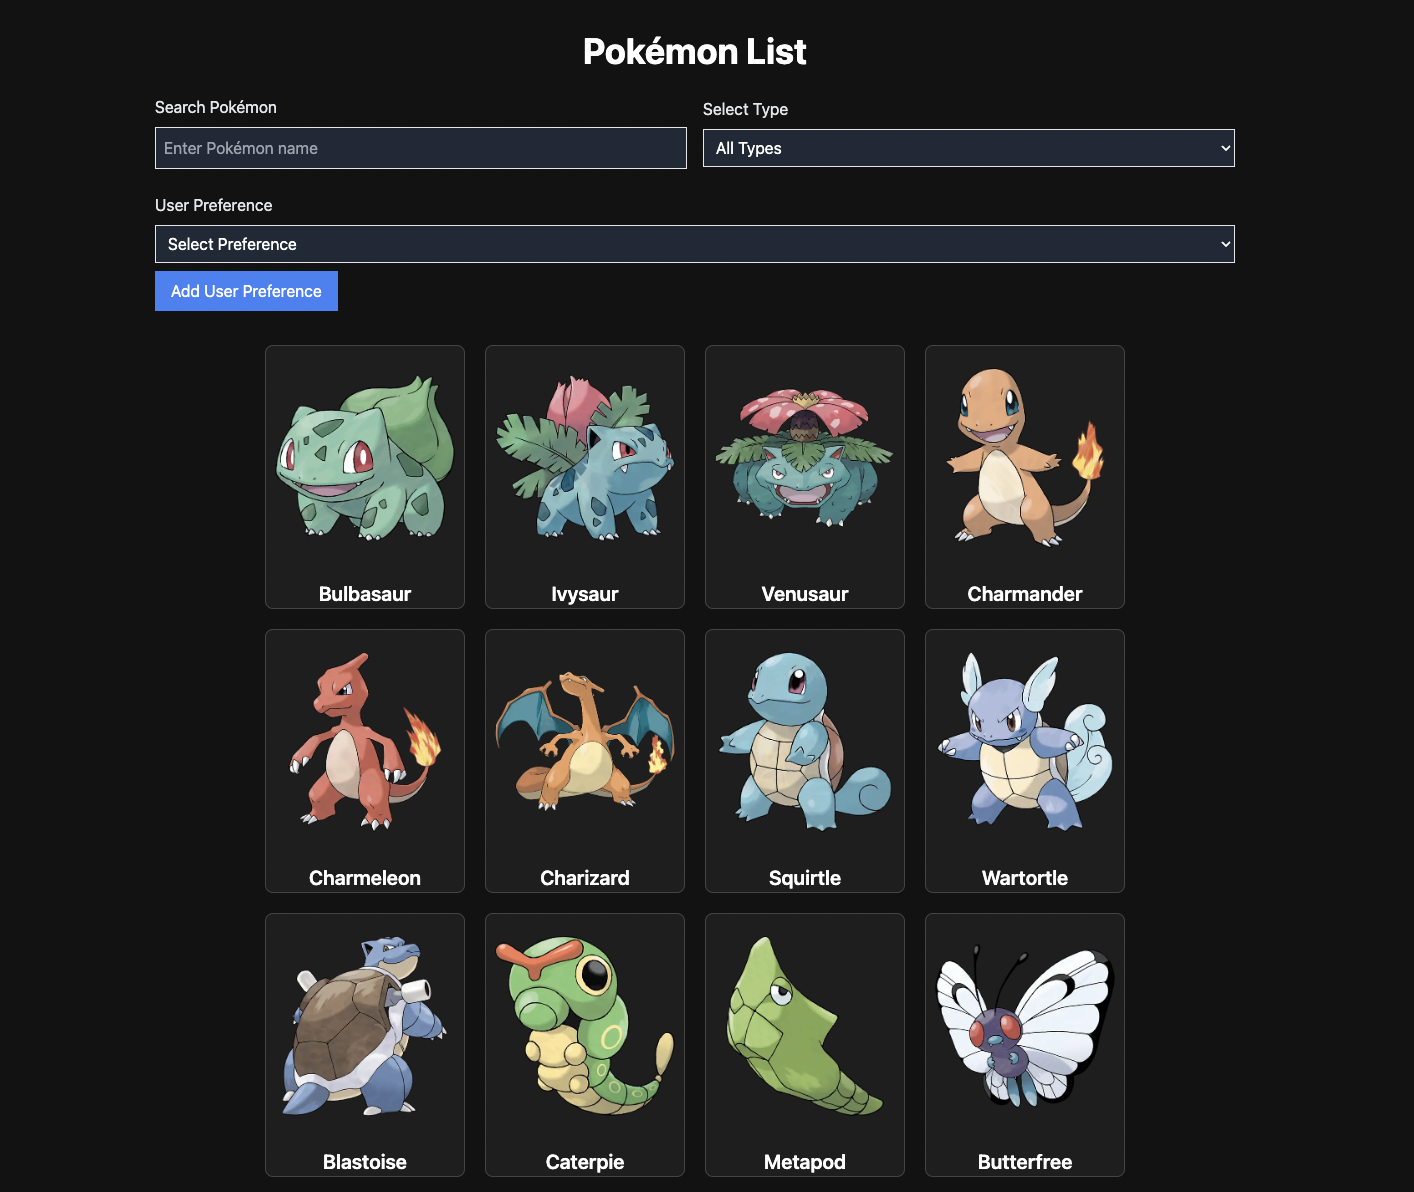 Pokémon List
Search Pokémon
Select Type
Enter Pokémon name
All Types
User Preference
Select Preference
Add User Preference
Bulbasaur
Ivysaur
Venusaur
Charmander
Charmeleon
Charizard
Squirtle
Wartortle
Blastoise
Caterpie
Metapod
Butterfree